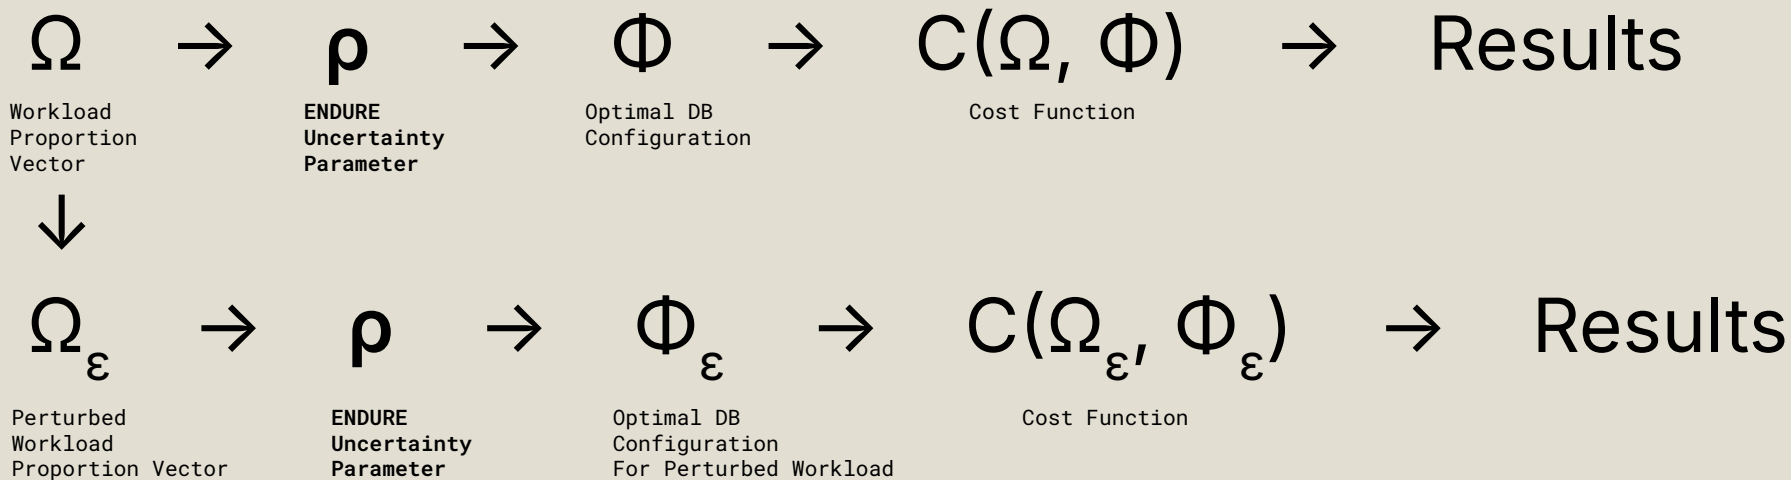 Ω → ρ → Φ → C(Ω, Φ) → Results
Workload
Proportion
Vector
ENDURE
Uncertainty
Parameter
Optimal DB
Configuration
Cost Function
↓
Ωε → ρ → Φε → C(Ωε, Φε) → Results
Perturbed
Workload
Proportion Vector
ENDURE
Uncertainty
Parameter
Optimal DB
Configuration
For Perturbed Workload
Cost Function